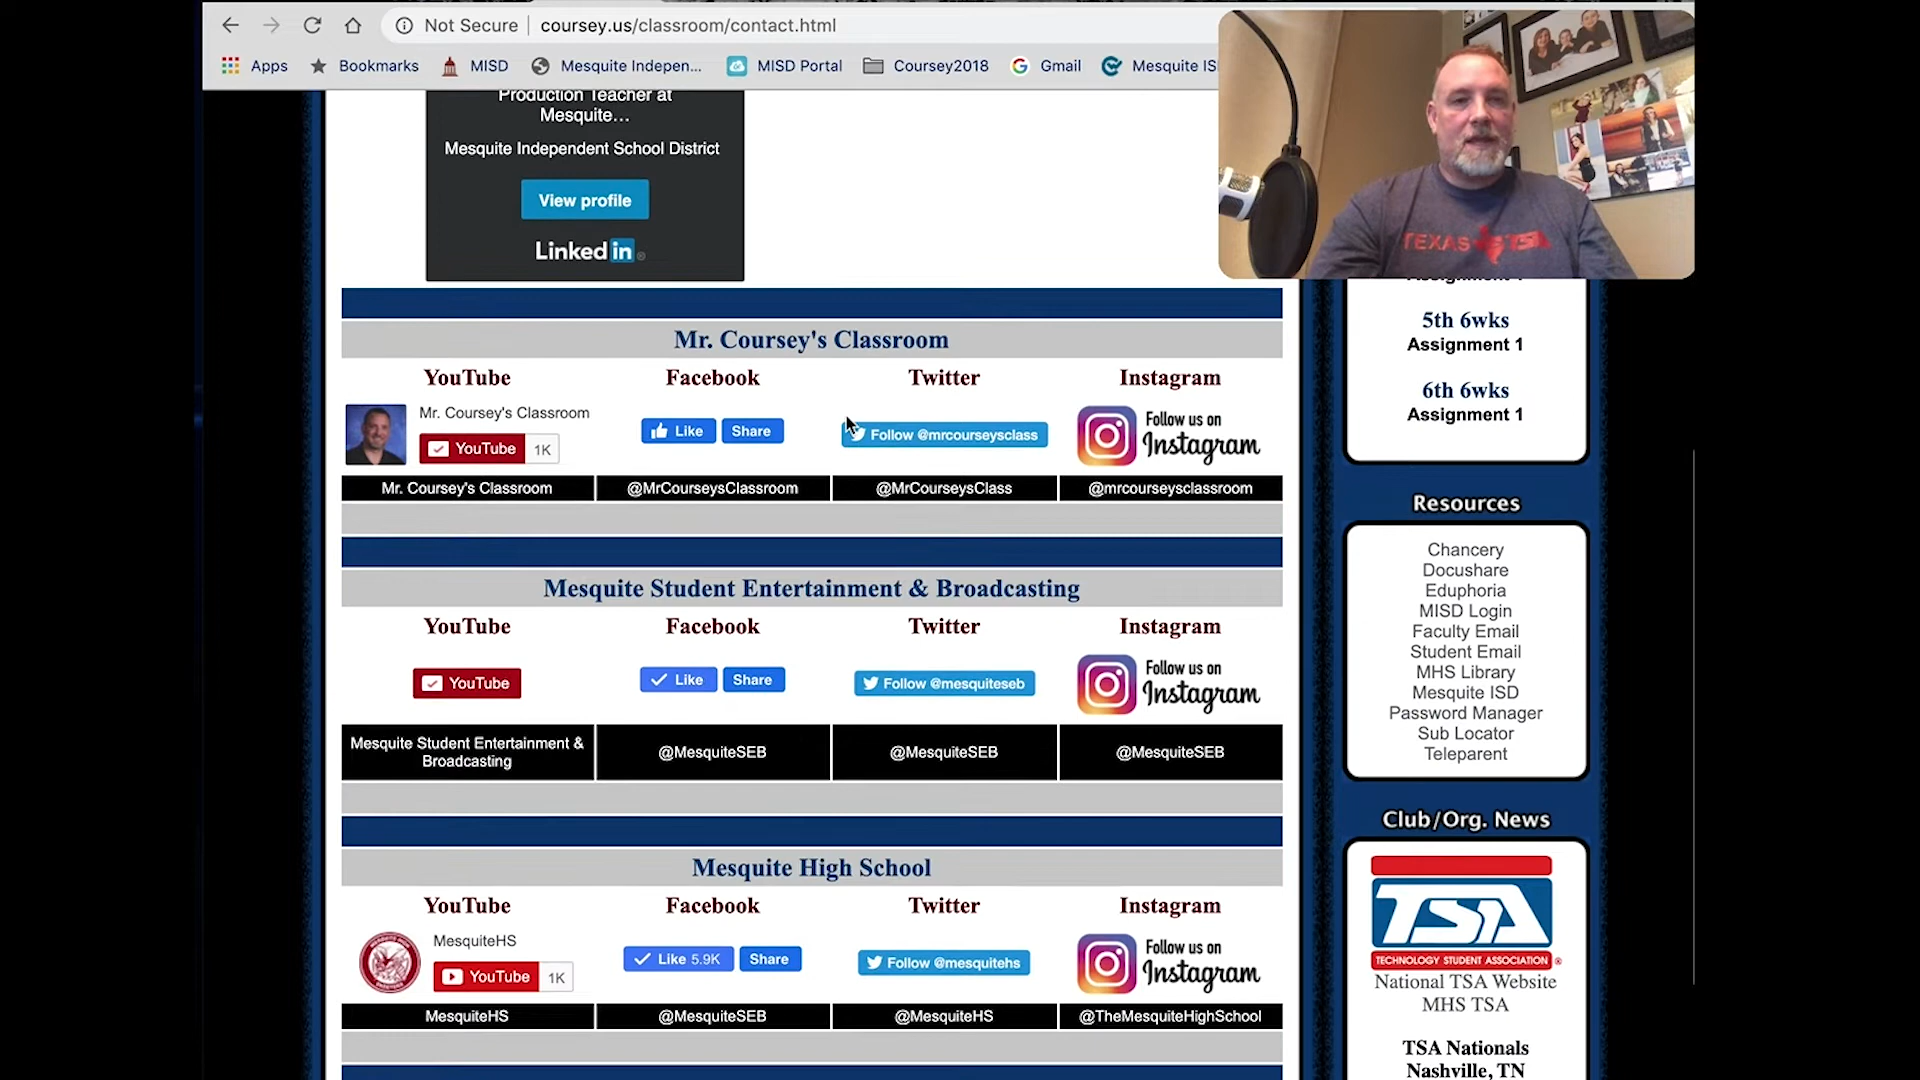 Not Secure
coursey.us/classroom/contact.html
Apps
Bookmarks
MISD
Mesquite Indepen...
MISD Portal
Coursey2018
Gmail
Mesquite IS
TEXAS TSA
Production Teacher at
Mesquite…
Mesquite Independent School District
View profile
Linked in
Mr. Coursey's Classroom
YouTube Facebook Twitter Instagram
Mr. Coursey's Classroom
YouTube 1K
Like Share
Follow @mrcourseysclass
Follow us on
Instagram
Mr. Coursey's Classroom @MrCourseysClassroom @MrCourseysClass @mrcourseysclassroom
Mesquite Student Entertainment & Broadcasting
YouTube Facebook Twitter Instagram
YouTube
Like Share
Follow @mesquiteseb
Follow us on
Instagram
Mesquite Student Entertainment &
Broadcasting
@MesquiteSEB @MesquiteSEB @MesquiteSEB
Mesquite High School
YouTube Facebook Twitter Instagram
MesquiteHS
YouTube 1K
Like 5.9K Share
Follow @mesquitehs
Follow us on
Instagram
MesquiteHS @MesquiteSEB @MesquiteHS @TheMesquiteHighSchool
5th 6wks
Assignment 1
6th 6wks
Assignment 1
Resources
Chancery
Docushare
Eduphoria
MISD Login
Faculty Email
Student Email
MHS Library
Mesquite ISD
Password Manager
Sub Locator
Teleparent
Club/Org. News
TSA
TECHNOLOGY STUDENT ASSOCIATION
National TSA Website
MHS TSA
TSA Nationals
Nashville, TN